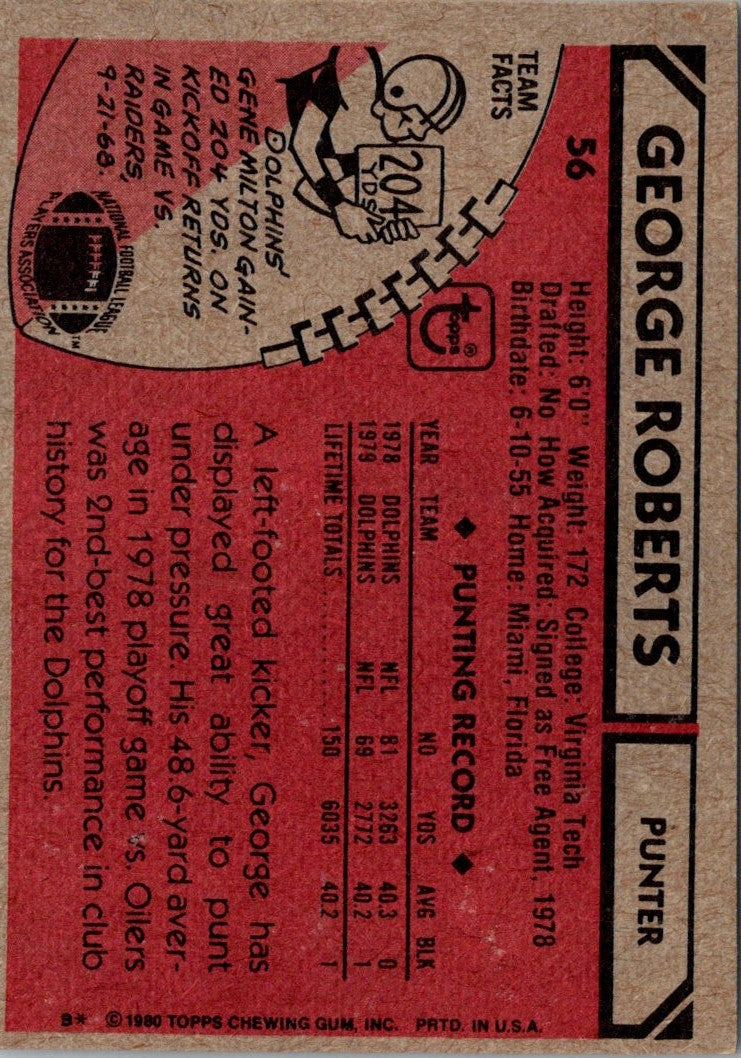 GEORGE ROBERTS
PUNTER
56
Height: 6'0" Weight: 172 College: Virginia Tech
Drafted: No How Acquired: Signed as Free Agent, 1978
Birthdate: 6-10-55 Home: Miami, Florida
TEAM
FACTS
204
YDS
DOLPHINS'
GENE MILTON GAIN-
ED 204 YDS. ON
KICKOFF RETURNS
IN GAME VS.
RAIDERS,
9-21-68.
NATIONAL FOOTBALL LEAGUE
PLAYERS ASSOCIATION
TM
topps ®
◆ PUNTING RECORD ◆
YEAR TEAM NO YDS AVG BLK
1978 DOLPHINS NFL 81 3263 40.3 0
1979 DOLPHINS NFL 69 2772 40.2 1
LIFETIME TOTALS 150 6035 40.2 1
A left-footed kicker, George has
displayed great ability to punt
under pressure. His 48.6-yard aver-
age in 1978 playoff game vs. Oilers
was 2nd-best performance in club
history for the Dolphins.
B* © 1980 TOPPS CHEWING GUM, INC. PRTD. IN U.S.A.